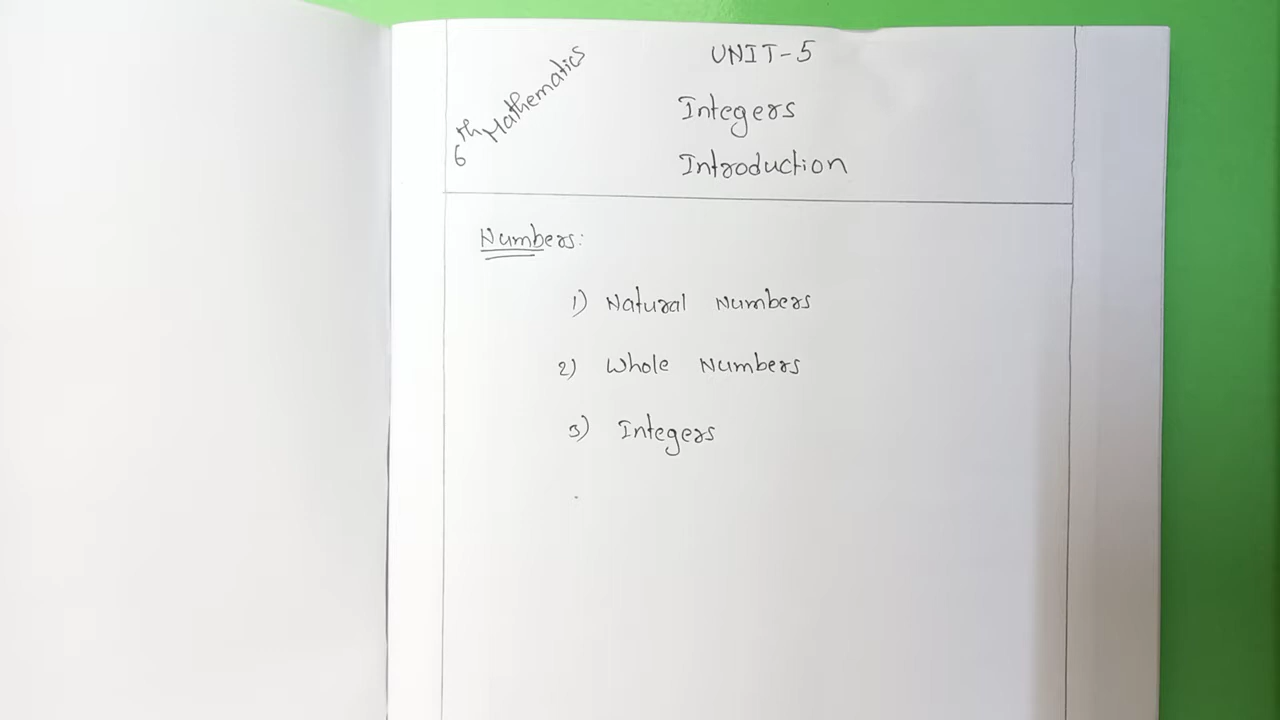 6th Mathematics
UNIT-5
Integers
Introduction
Numbers:
1) Natural Numbers
2) Whole Numbers
3) Integers